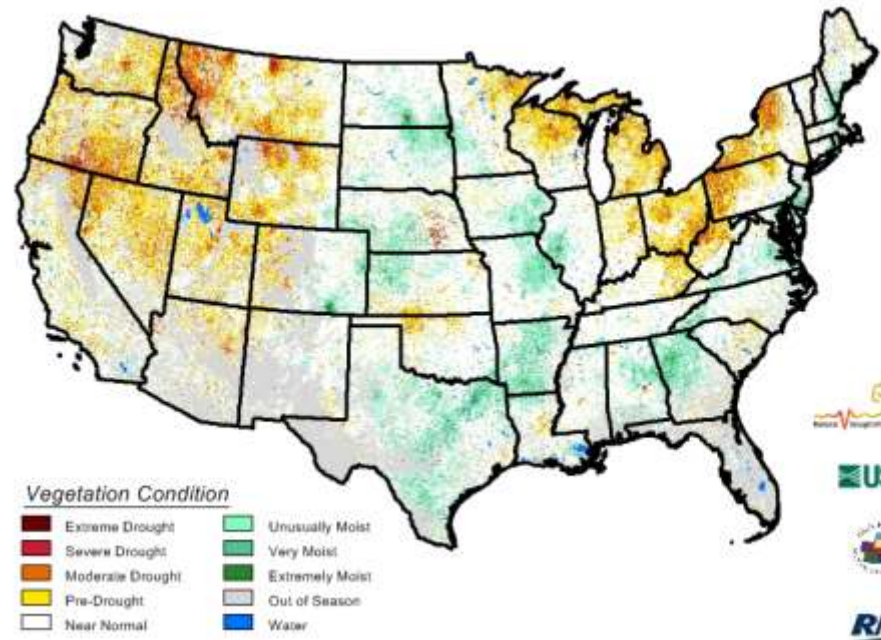 Vegetation Condition
Extreme Drought
Severe Drought
Moderate Drought
Pre-Drought
Near Normal
Unusually Moist
Very Moist
Extremely Moist
Out of Season
Water